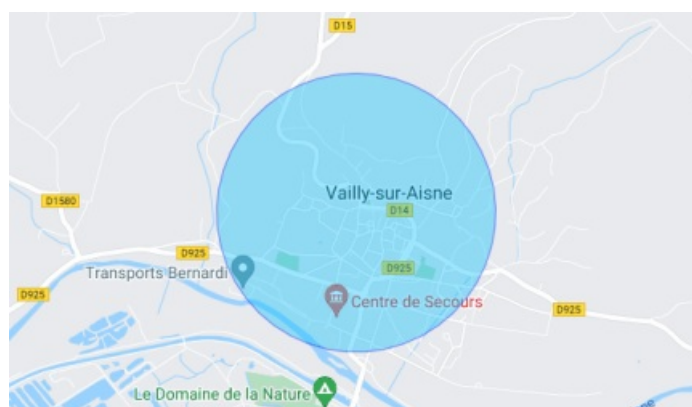 D15
Vailly-sur-Aisne
D1580
D14
D925
D925
Transports Bernardi
D925
Centre de Secours
D925
Le Domaine de la Nature